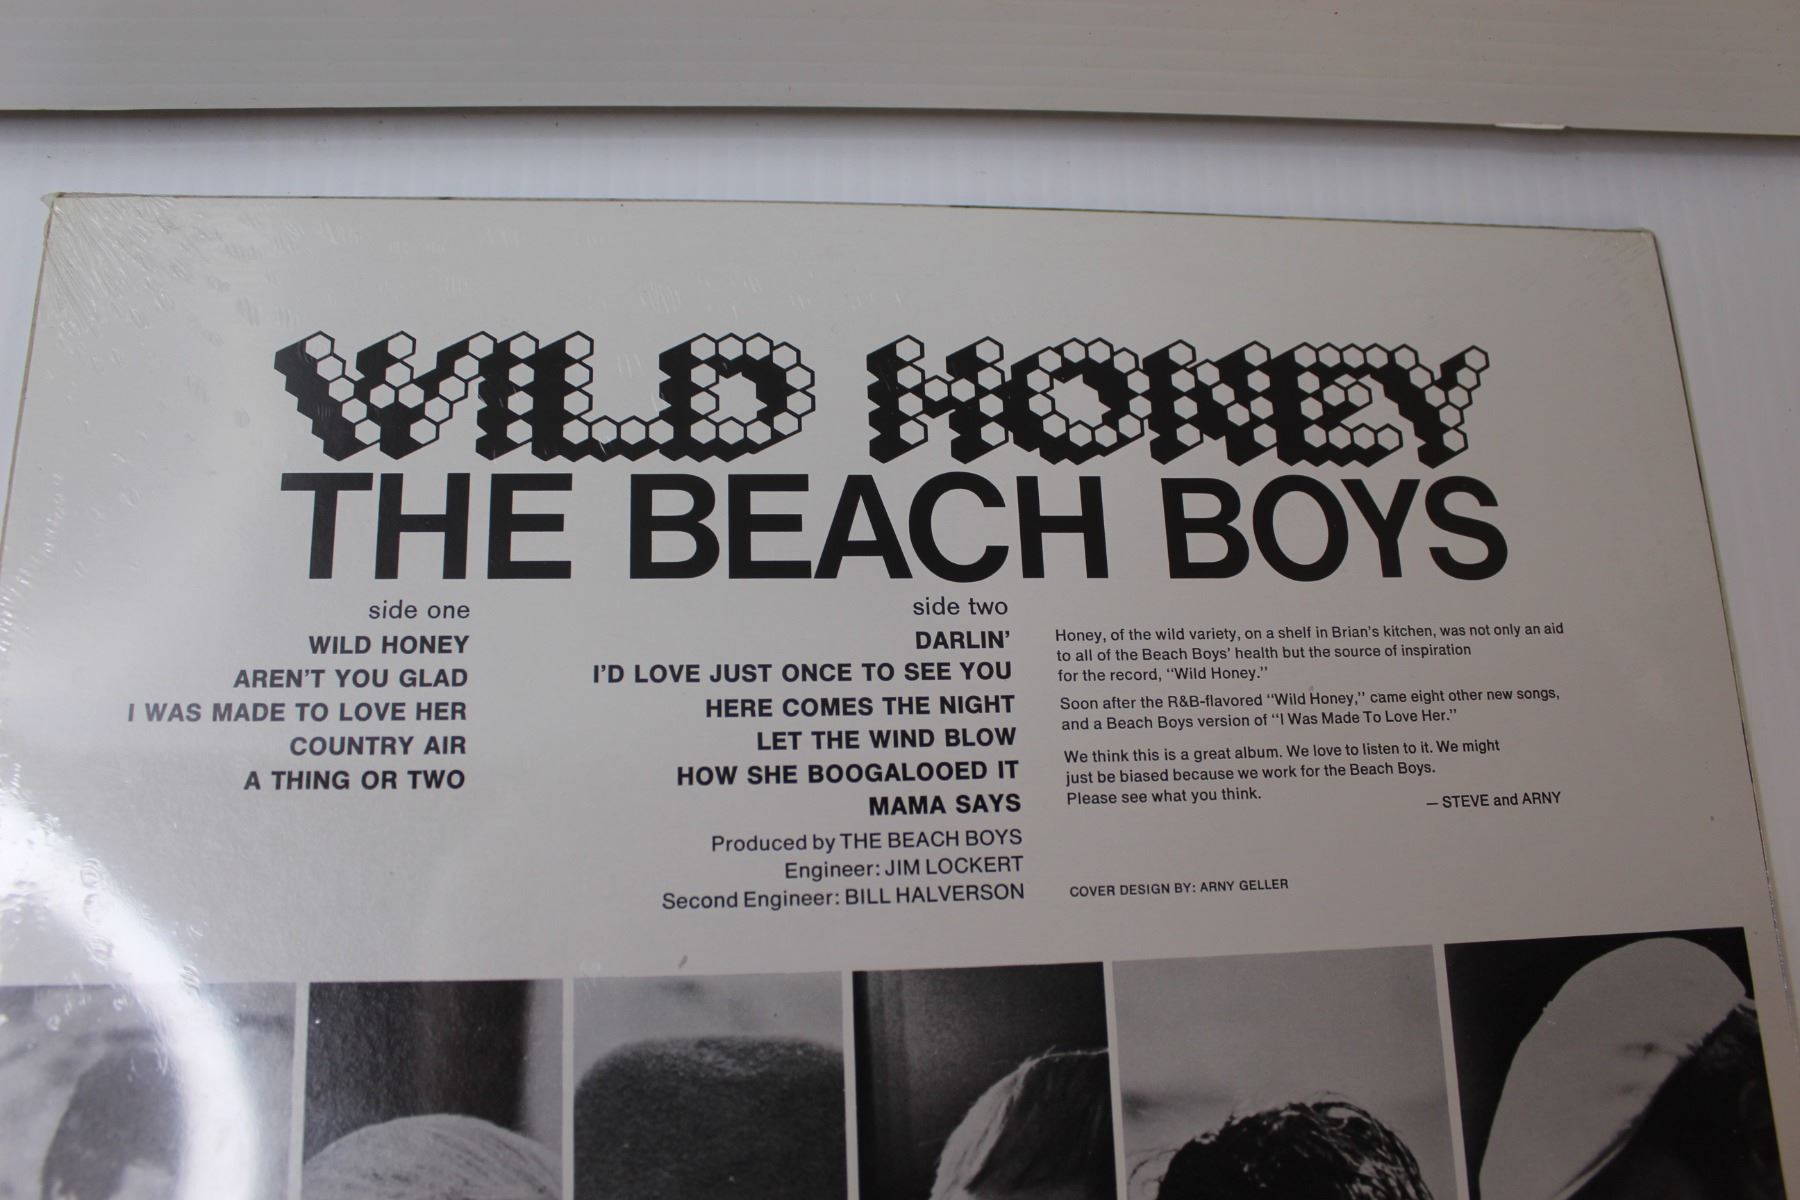 WILD HONEY
THE BEACH BOYS
side one
WILD HONEY
AREN'T YOU GLAD
I WAS MADE TO LOVE HER
COUNTRY AIR
A THING OR TWO
side two
DARLIN'
I'D LOVE JUST ONCE TO SEE YOU
HERE COMES THE NIGHT
LET THE WIND BLOW
HOW SHE BOOGALOOED IT
MAMA SAYS
Produced by THE BEACH BOYS
Engineer: JIM LOCKERT
Second Engineer: BILL HALVERSON
Honey, of the wild variety, on a shelf in Brian's kitchen, was not only an aid
to all of the Beach Boys' health but the source of inspiration
for the record, "Wild Honey."
Soon after the R&B-flavored "Wild Honey," came eight other new songs,
and a Beach Boys version of "I Was Made To Love Her."
We think this is a great album. We love to listen to it. We might
just be biased because we work for the Beach Boys.
Please see what you think.
— STEVE and ARNY
COVER DESIGN BY: ARNY GELLER